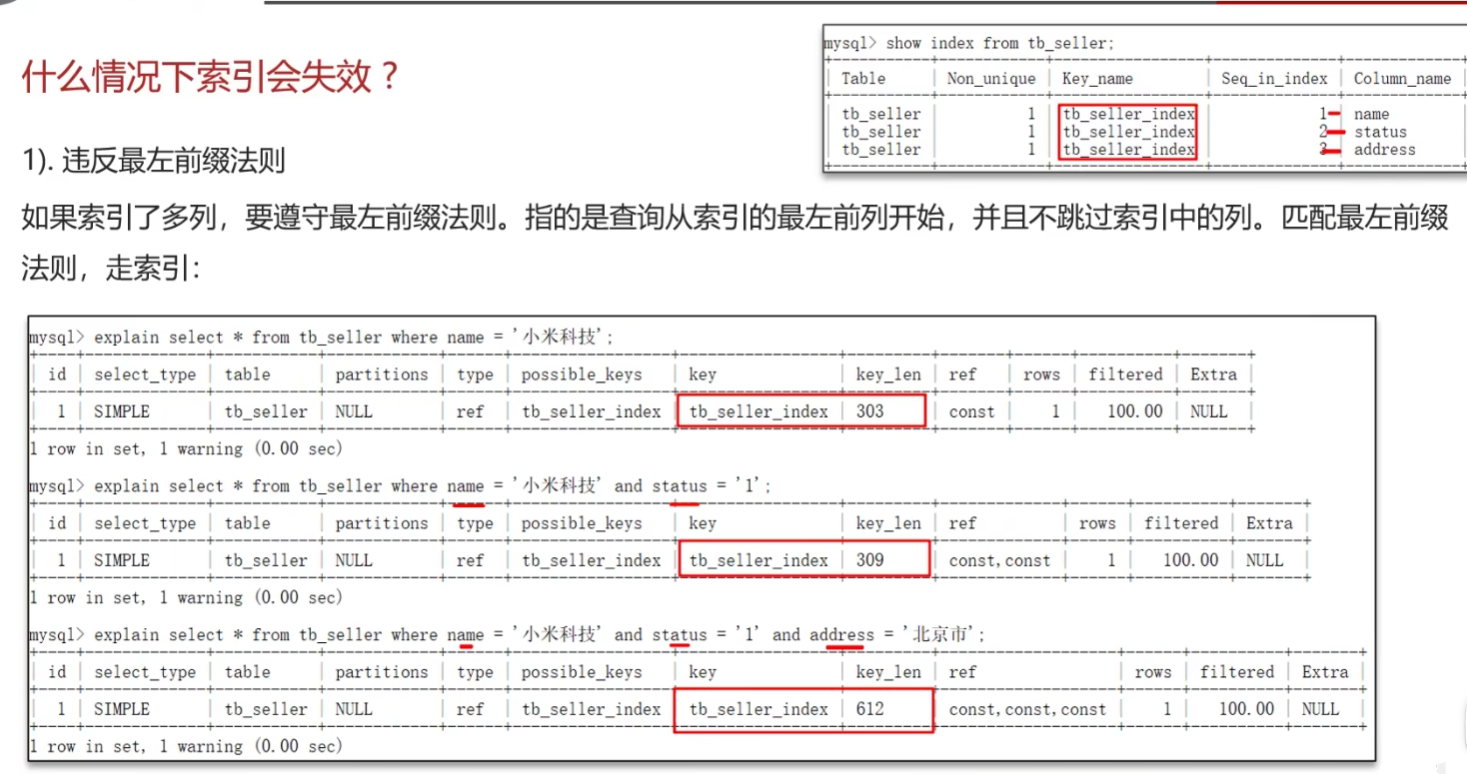 什么情况下索引会失效？
mysql> show index from tb_seller;
| Table | Non_unique | Key_name | Seq_in_index | Column_name |
| tb_seller | 1 | tb_seller_index | 1 | name
| tb_seller | 1 | tb_seller_index | 2 | status
| tb_seller | 1 | tb_seller_index | 3 | address
1). 违反最左前缀法则
如果索引了多列，要遵守最左前缀法则。指的是查询从索引的最左前列开始，并且不跳过索引中的列。匹配最左前缀
法则，走索引：
mysql> explain select * from tb_seller where name = '小米科技';
| id | select_type | table | partitions | type | possible_keys | key | key_len | ref | rows | filtered | Extra |
| 1 | SIMPLE | tb_seller | NULL | ref | tb_seller_index | tb_seller_index | 303 | const | 1 | 100.00 | NULL |
1 row in set, 1 warning (0.00 sec)
mysql> explain select * from tb_seller where name = '小米科技' and status = '1';
| id | select_type | table | partitions | type | possible_keys | key | key_len | ref | rows | filtered | Extra |
| 1 | SIMPLE | tb_seller | NULL | ref | tb_seller_index | tb_seller_index | 309 | const,const | 1 | 100.00 | NULL |
1 row in set, 1 warning (0.00 sec)
mysql> explain select * from tb_seller where name = '小米科技' and status = '1' and address = '北京市';
| id | select_type | table | partitions | type | possible_keys | key | key_len | ref | rows | filtered | Extra |
| 1 | SIMPLE | tb_seller | NULL | ref | tb_seller_index | tb_seller_index | 612 | const,const,const | 1 | 100.00 | NULL |
1 row in set, 1 warning (0.00 sec)